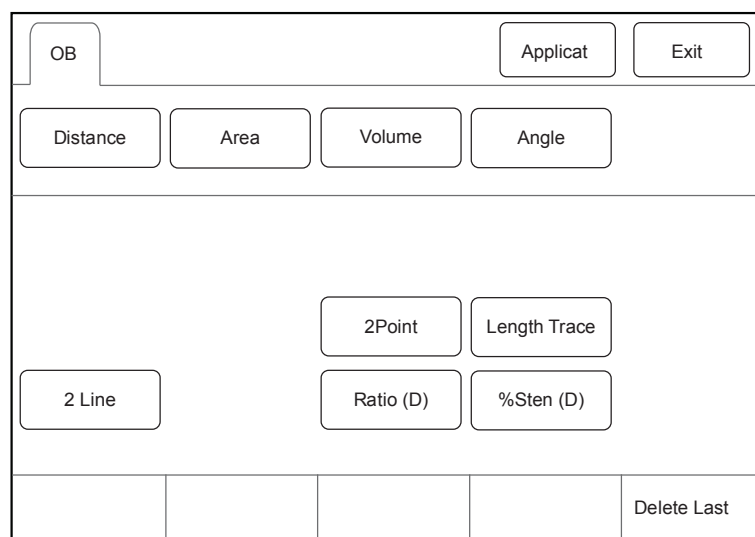 OB
Applicat
Exit
Distance
Area
Volume
Angle
2Point
Length Trace
2 Line
Ratio (D)
%Sten (D)
Delete Last